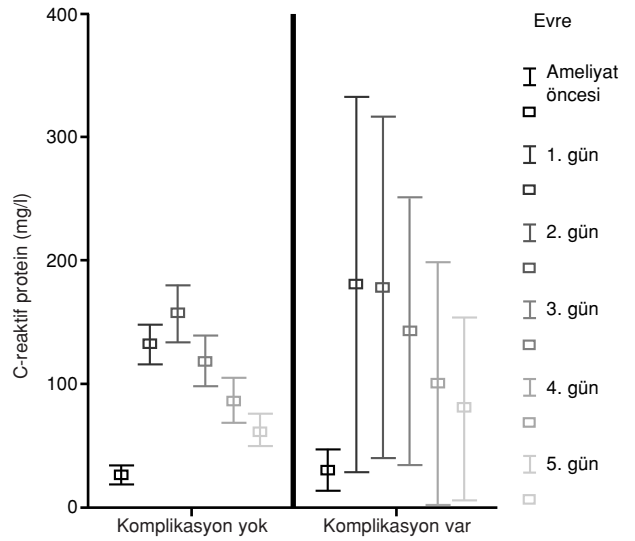 400
300
200
100
0
C-reaktif protein (mg/l)
Komplikasyon yok
Komplikasyon var
Evre
Ameliyat
öncesi
1. gün
2. gün
3. gün
4. gün
5. gün